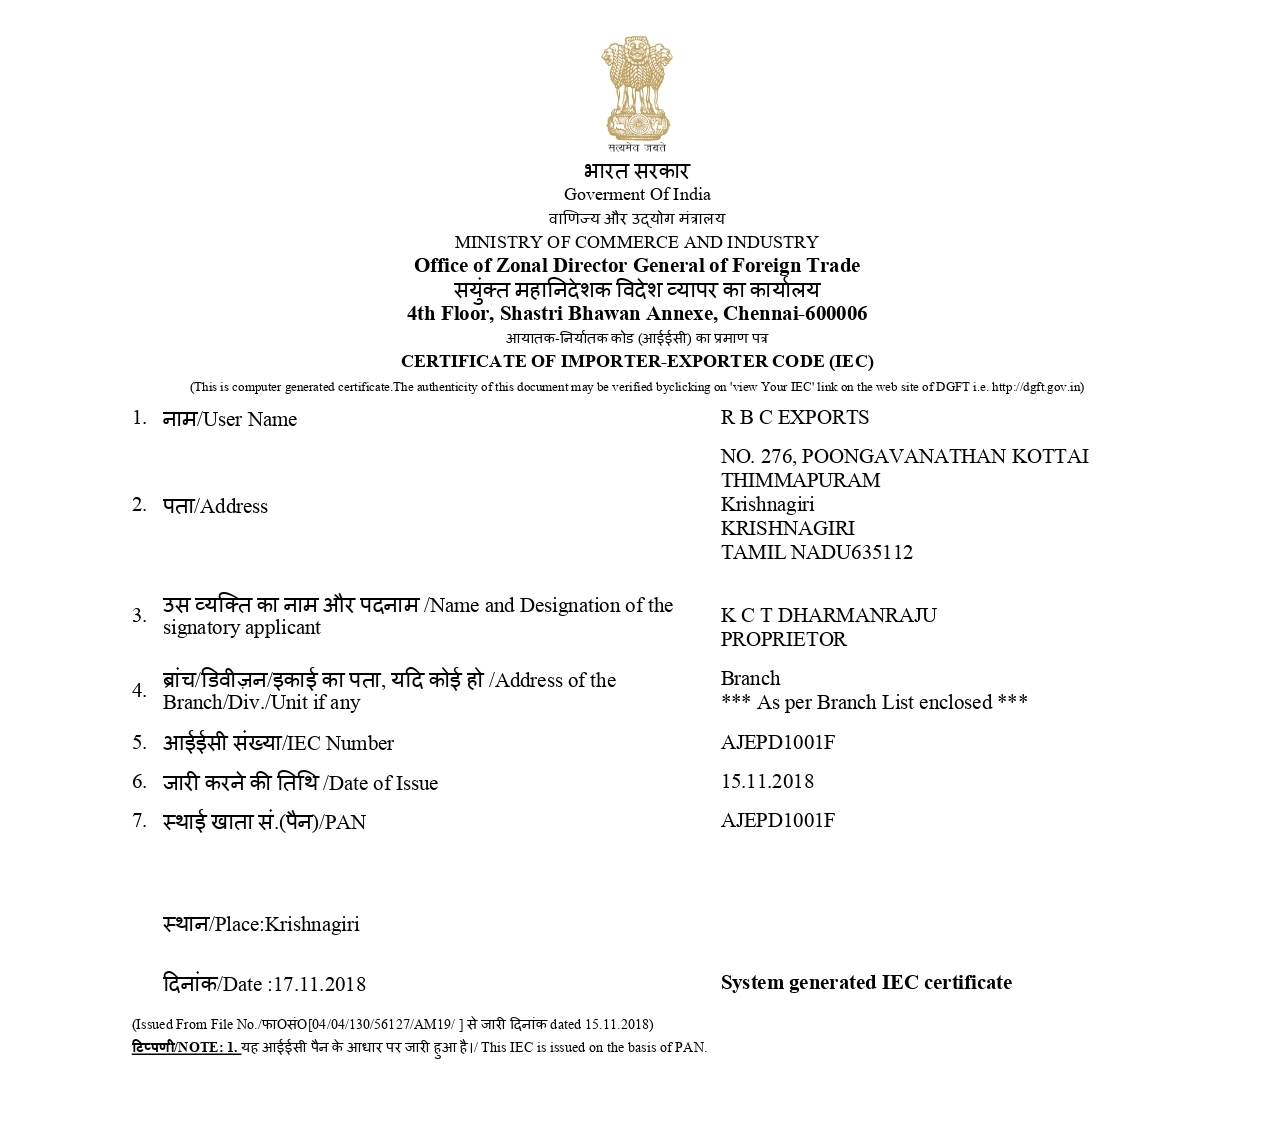 सत्यमेव जयते
भारत सरकार
Goverment Of India
वाणिज्य और उद्योग मंत्रालय
MINISTRY OF COMMERCE AND INDUSTRY
Office of Zonal Director General of Foreign Trade
सयुंक्त महानिदेशक विदेश व्यापर का कार्यालय
4th Floor, Shastri Bhawan Annexe, Chennai-600006
आयातक-निर्यातक कोड (आईईसी) का प्रमाण पत्र
CERTIFICATE OF IMPORTER-EXPORTER CODE (IEC)
(This is computer generated certificate.The authenticity of this document may be verified byclicking on 'view Your IEC' link on the web site of DGFT i.e. http://dgft.gov.in)
1. नाम/User Name R B C EXPORTS
2. पता/Address NO. 276, POONGAVANATHAN KOTTAI
THIMMAPURAM
Krishnagiri
KRISHNAGIRI
TAMIL NADU635112
3. उस व्यक्ति का नाम और पदनाम /Name and Designation of the
signatory applicant
K C T DHARMANRAJU
PROPRIETOR
4. ब्रांच/डिवीज़न/इकाई का पता, यदि कोई हो /Address of the
Branch/Div./Unit if any
Branch
*** As per Branch List enclosed ***
5. आईईसी संख्या/IEC Number AJEPD1001F
6. जारी करने की तिथि /Date of Issue 15.11.2018
7. स्थाई खाता सं.(पैन)/PAN AJEPD1001F
स्थान/Place:Krishnagiri
दिनांक/Date :17.11.2018 System generated IEC certificate
(Issued From File No./फाOसंO[04/04/130/56127/AM19/ ] से जारी दिनांक dated 15.11.2018)
टिप्पणी/NOTE: 1. यह आईईसी पैन के आधार पर जारी हुआ है।/ This IEC is issued on the basis of PAN.